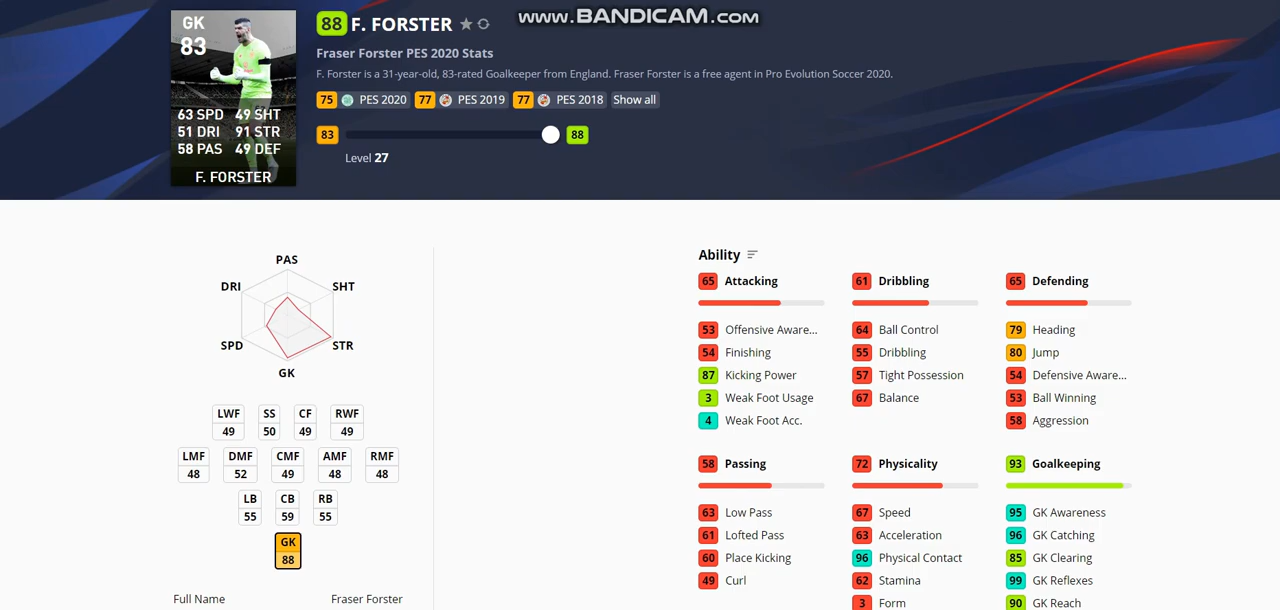 www.BANDICAM.com
GK
83
63 SPD 49 SHT
51 DRI 91 STR
58 PAS 49 DEF
F. FORSTER
88 F. FORSTER
Fraser Forster PES 2020 Stats
F. Forster is a 31-year-old, 83-rated Goalkeeper from England. Fraser Forster is a free agent in Pro Evolution Soccer 2020.
75 PES 2020 77 PES 2019 77 PES 2018 Show all
83 88
Level 27
PAS
DRI SHT
SPD STR
GK
LWF SS CF RWF
49 50 49 49
LMF DMF CMF AMF RMF
48 52 49 48 48
LB CB RB
55 59 55
GK
88
Full Name Fraser Forster
Ability
65 Attacking
53 Offensive Aware...
54 Finishing
87 Kicking Power
3 Weak Foot Usage
4 Weak Foot Acc.
61 Dribbling
64 Ball Control
55 Dribbling
57 Tight Possession
67 Balance
65 Defending
79 Heading
80 Jump
54 Defensive Aware...
53 Ball Winning
58 Aggression
58 Passing
63 Low Pass
61 Lofted Pass
60 Place Kicking
49 Curl
72 Physicality
67 Speed
63 Acceleration
96 Physical Contact
62 Stamina
3 Form
93 Goalkeeping
95 GK Awareness
96 GK Catching
85 GK Clearing
99 GK Reflexes
90 GK Reach